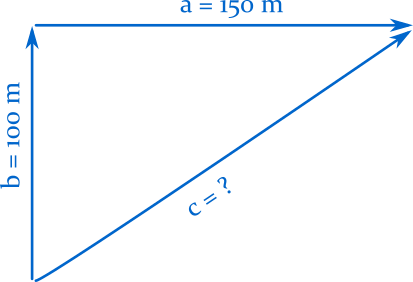 a = 150 m
b = 100 m
c = ?